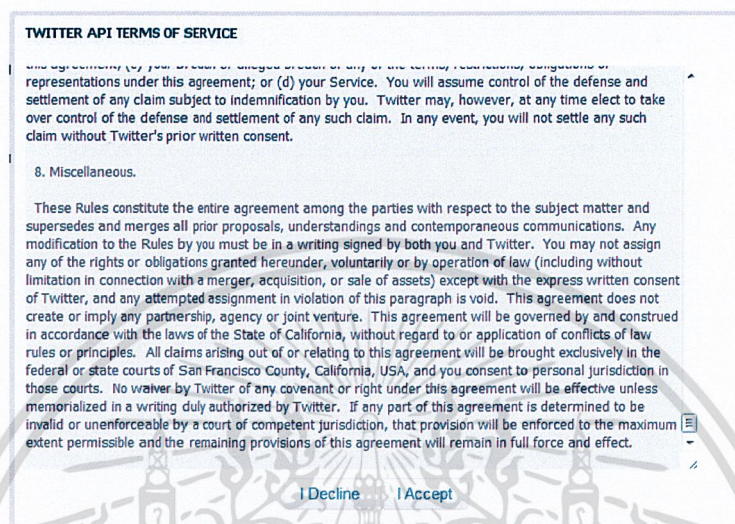 TWITTER API TERMS OF SERVICE
this agreement; (c) your breach or alleged breach of any of the terms, restrictions, obligations or
representations under this agreement; or (d) your Service.  You will assume control of the defense and
settlement of any claim subject to indemnification by you.  Twitter may, however, at any time elect to take
over control of the defense and settlement of any such claim.  In any event, you will not settle any such
claim without Twitter's prior written consent.
8. Miscellaneous.
These Rules constitute the entire agreement among the parties with respect to the subject matter and
supersedes and merges all prior proposals, understandings and contemporaneous communications.  Any
modification to the Rules by you must be in a writing signed by both you and Twitter.  You may not assign
any of the rights or obligations granted hereunder, voluntarily or by operation of law (including without
limitation in connection with a merger, acquisition, or sale of assets) except with the express written consent
of Twitter, and any attempted assignment in violation of this paragraph is void.  This agreement does not
create or imply any partnership, agency or joint venture.  This agreement will be governed by and construed
in accordance with the laws of the State of California, without regard to or application of conflicts of law
rules or principles.  All claims arising out of or relating to this agreement will be brought exclusively in the
federal or state courts of San Francisco County, California, USA, and you consent to personal jurisdiction in
those courts.  No waiver by Twitter of any covenant or right under this agreement will be effective unless
memorialized in a writing duly authorized by Twitter.  If any part of this agreement is determined to be
invalid or unenforceable by a court of competent jurisdiction, that provision will be enforced to the maximum
extent permissible and the remaining provisions of this agreement will remain in full force and effect.
I Decline I Accept